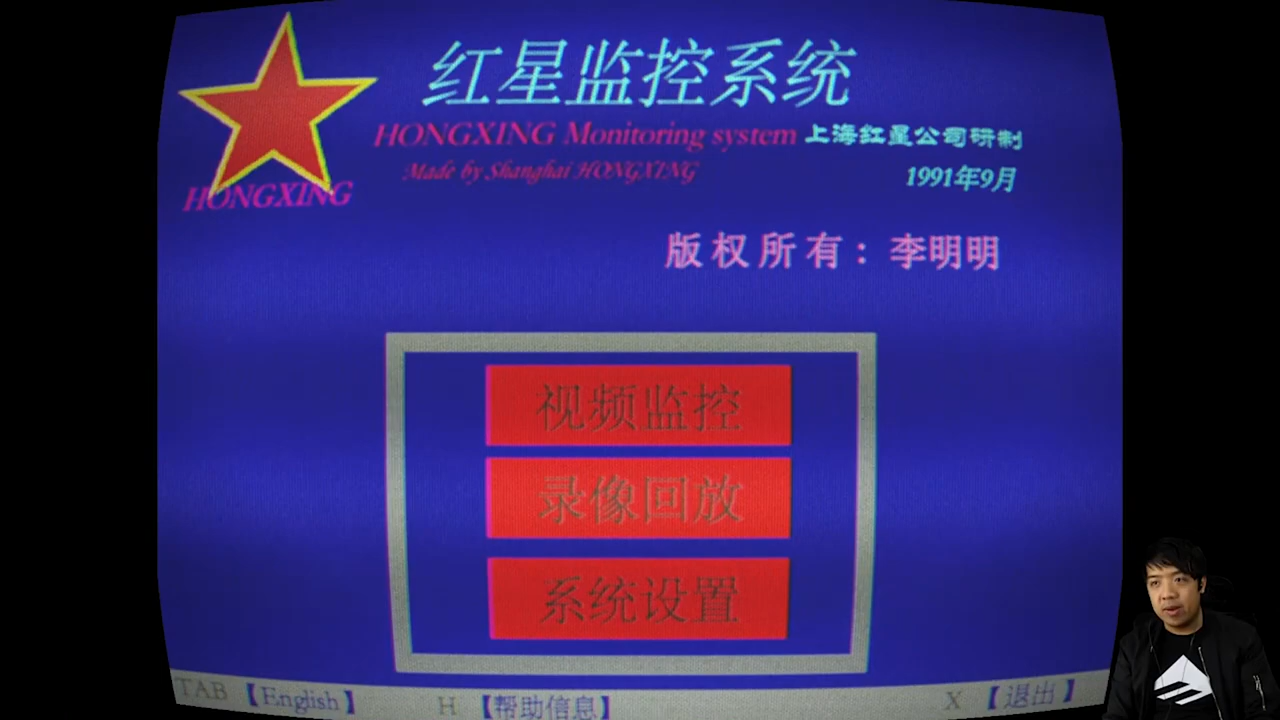 红星监控系统
HONGXING Monitoring system 上海红星公司研制
Made by Shanghai HONGXING
1991年9月
HONGXING
版权所有：李明明
视频监控
录像回放
系统设置
TAB 【English】 H 【帮助信息】 X 【退出】